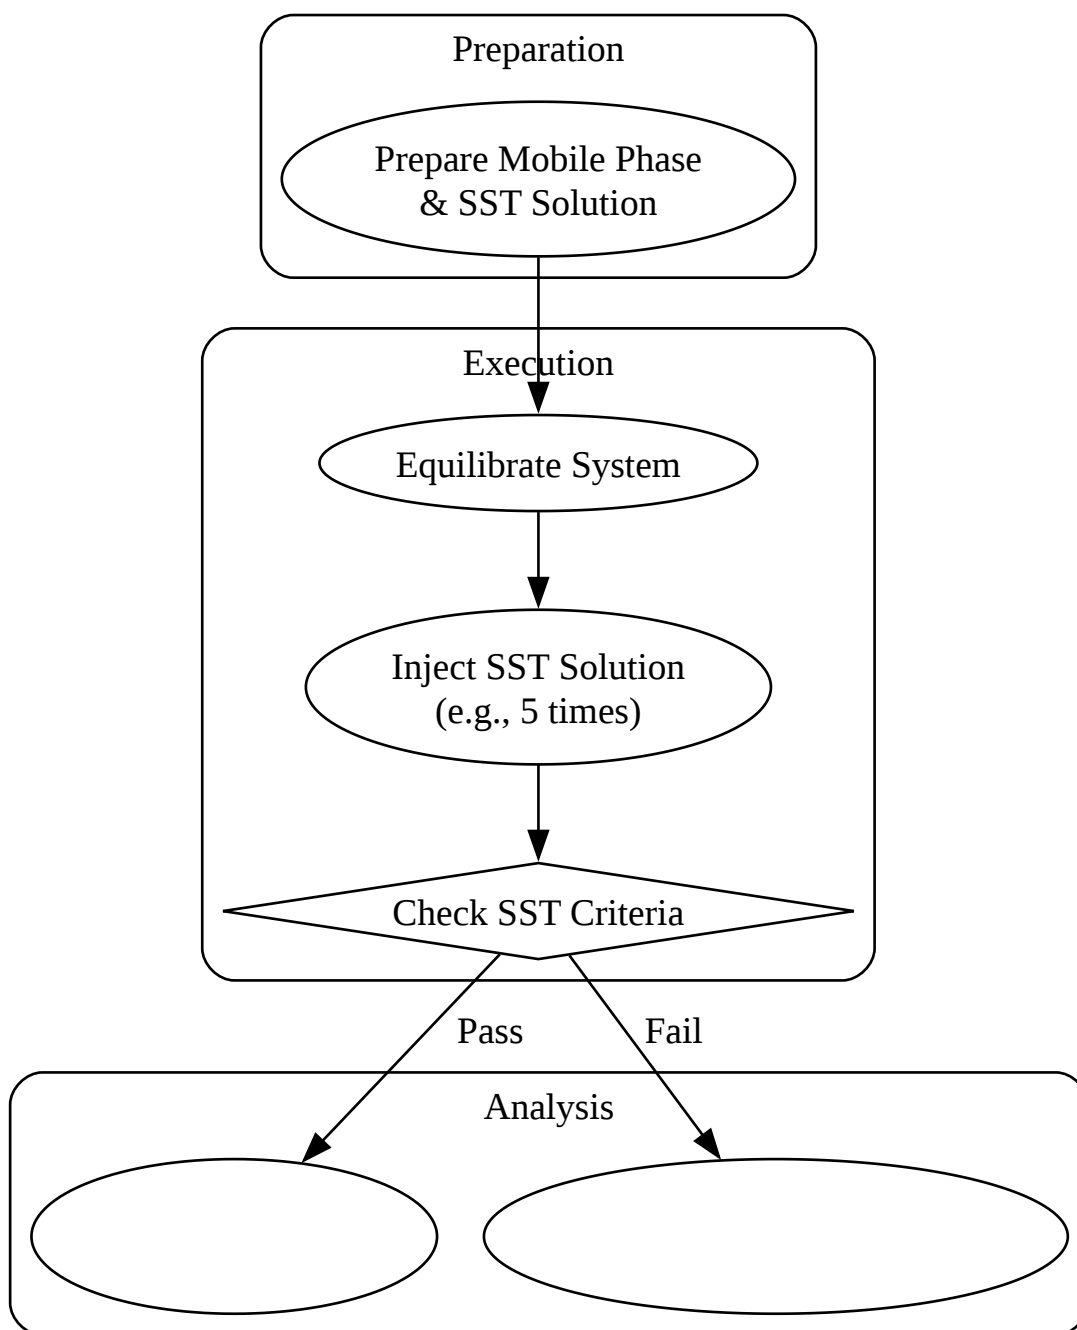 Preparation
Prepare Mobile Phase
& SST Solution
Execution
Equilibrate System
Inject SST Solution
(e.g., 5 times)
Check SST Criteria
Pass
Fail
Analysis